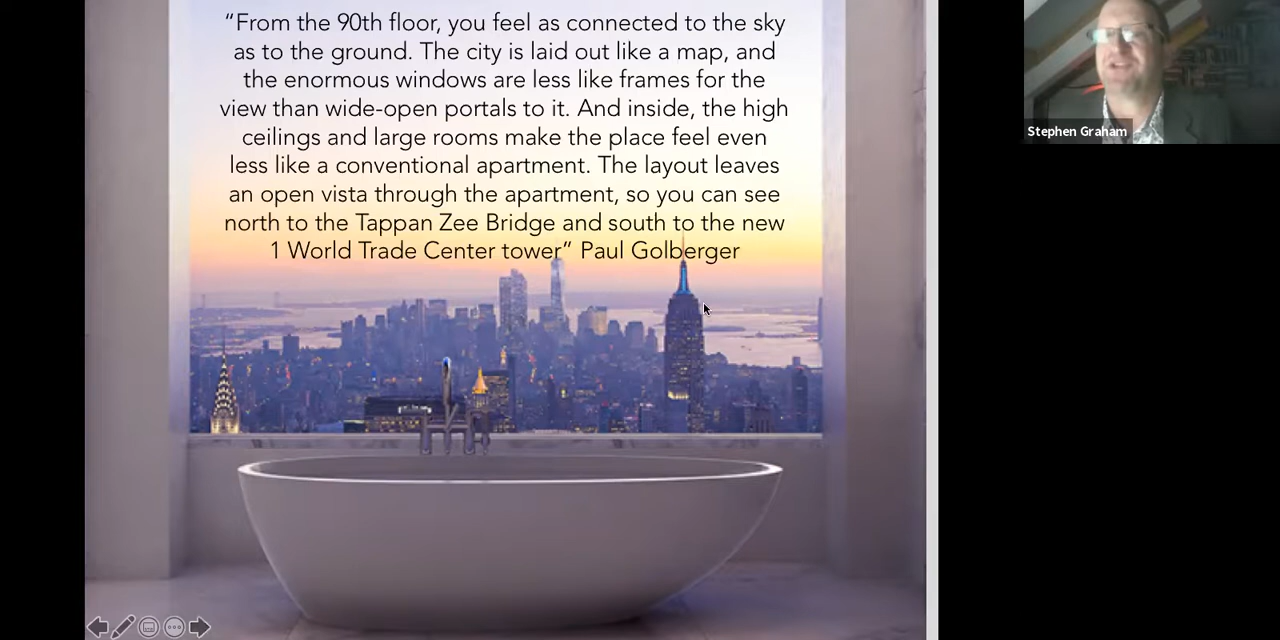 “From the 90th floor, you feel as connected to the sky
as to the ground. The city is laid out like a map, and
the enormous windows are less like frames for the
view than wide-open portals to it. And inside, the high
ceilings and large rooms make the place feel even
less like a conventional apartment. The layout leaves
an open vista through the apartment, so you can see
north to the Tappan Zee Bridge and south to the new
1 World Trade Center tower” Paul Golberger
Stephen Graham